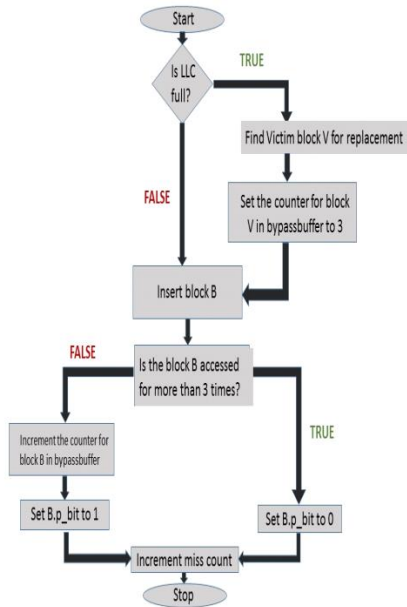 Start
Is LLC
full?
TRUE
Find Victim block V for replacement
FALSE
Set the counter for block
V in bypassbuffer to 3
Insert block B
FALSE
Is the block B accessed
for more than 3 times?
TRUE
Increment the counter for
block B in bypassbuffer
Set B.p_bit to 1
Set B.p_bit to 0
Increment miss count
Stop